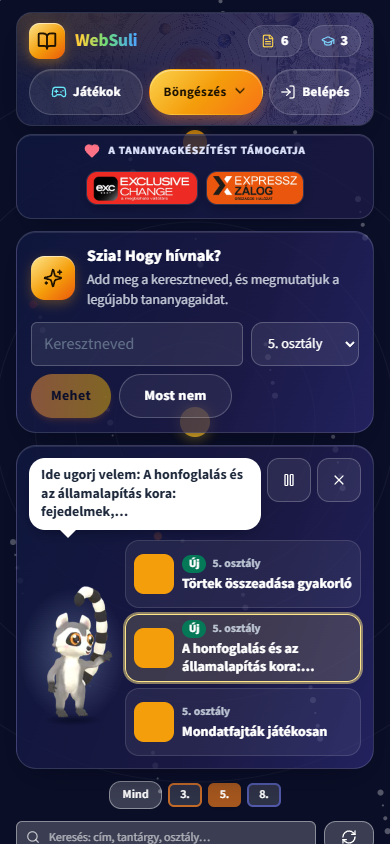 WebSuli
6
3
Játékok
Böngészés
Belépés
A TANANYAGKÉSZÍTÉST TÁMOGATJA
exc EXCLUSIVE
CHANGE
a megbízható váltótárs
EXPRESSZ
ZÁLOG
Szia! Hogy hívnak?
Add meg a keresztneved, és megmutatjuk a
legújabb tananyagaidat.
Keresztneved
5. osztály
Mehet
Most nem
Ide ugorj velem: A honfoglalás és
az államalapítás kora:
fejedelmek,...
Új 5. osztály
Törtek összeadása gyakorló
Új 5. osztály
A honfoglalás és az
államalapítás kora:...
5. osztály
Mondatfajták játékosan
Mind
3.
5.
8.
Keresés: cím, tantárgy, osztály...